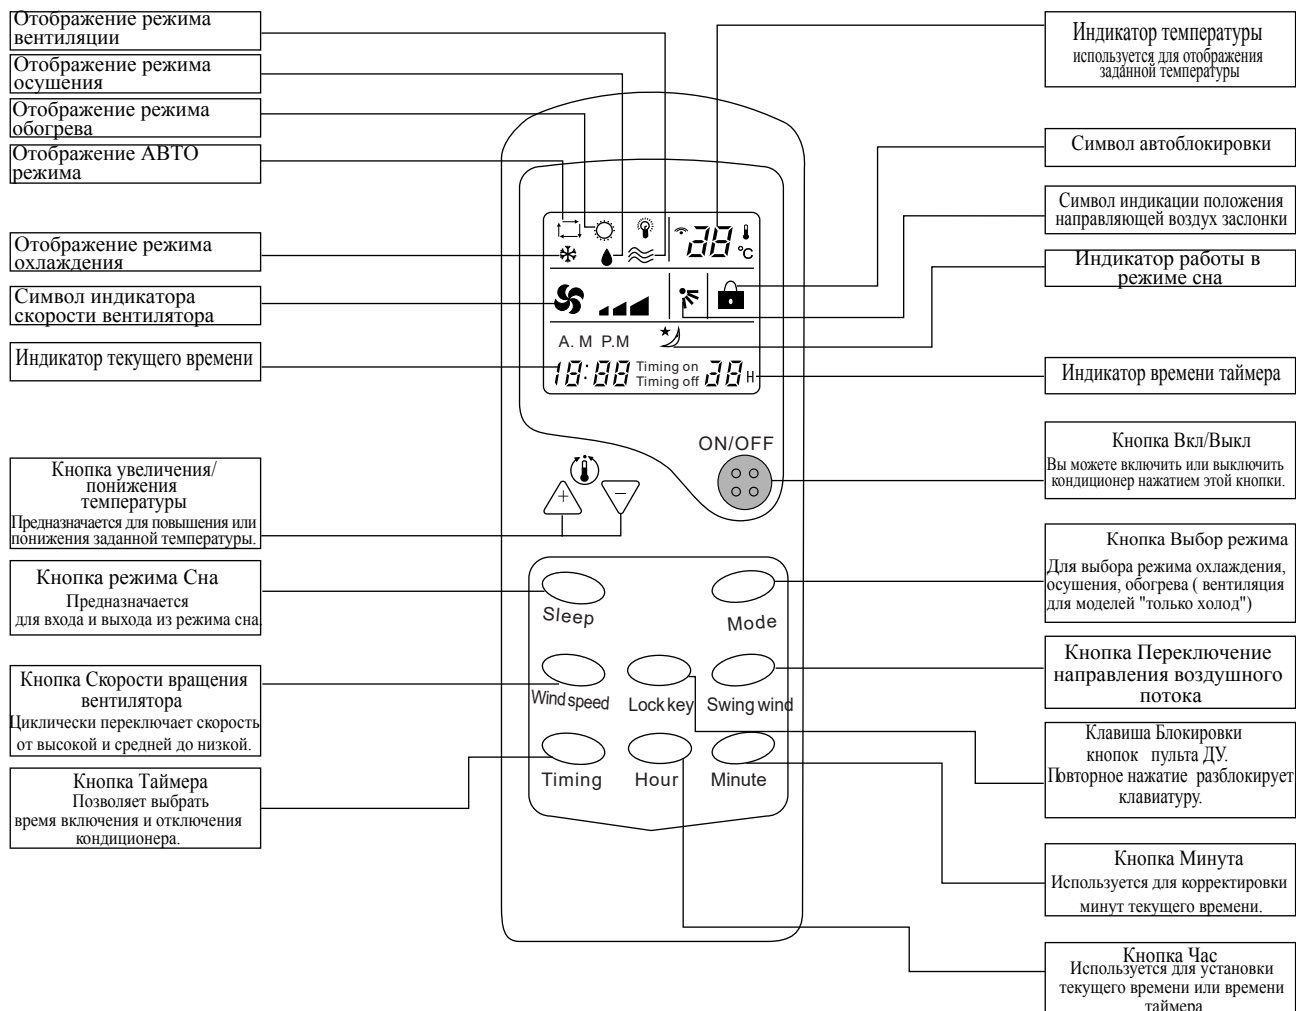 Отображение режима
вентиляции
Отображение режима
осушения
Отображение режима
обогрева
Отображение АВТО
режима
Отображение режима
охлаждения
Символ индикатора
скорости вентилятора
Индикатор текущего времени
Кнопка увеличения/
понижения
температуры
Предназначается для повышения или
понижения заданной температуры.
Кнопка режима Сна
Предназначается
для входа и выхода из режима сна.
Кнопка Скорости вращения
вентилятора
Циклически переключает скорость
от высокой и средней до низкой.
Кнопка Таймера
Позволяет выбрать
время включения и отключения
кондиционера.
88 °C
A. M P.M
18:88 Timing on
Timing off 88 H
ON/OFF
+ −
Sleep
Mode
Wind speed Lock key Swing wind
Timing Hour Minute
Индикатор температуры
используется для отображения
заданной температуры
Символ автоблокировки
Символ индикации положения
направляющей воздух заслонки
Индикатор работы в
режиме сна
Индикатор времени таймера
Кнопка Вкл/Выкл
Вы можете включить или выключить
кондиционер нажатием этой кнопки.
Кнопка Выбор режима
Для выбора режима охлаждения,
осушения, обогрева ( вентиляция
для моделей "только холод")
Кнопка Переключение
направления воздушного
потока
Клавиша Блокировки
кнопок пульта ДУ.
Повторное нажатие разблокирует
клавиатуру.
Кнопка Минута
Используется для корректировки
минут текущего времени.
Кнопка Час
Используется для установки
текущего времени или времени
таймера